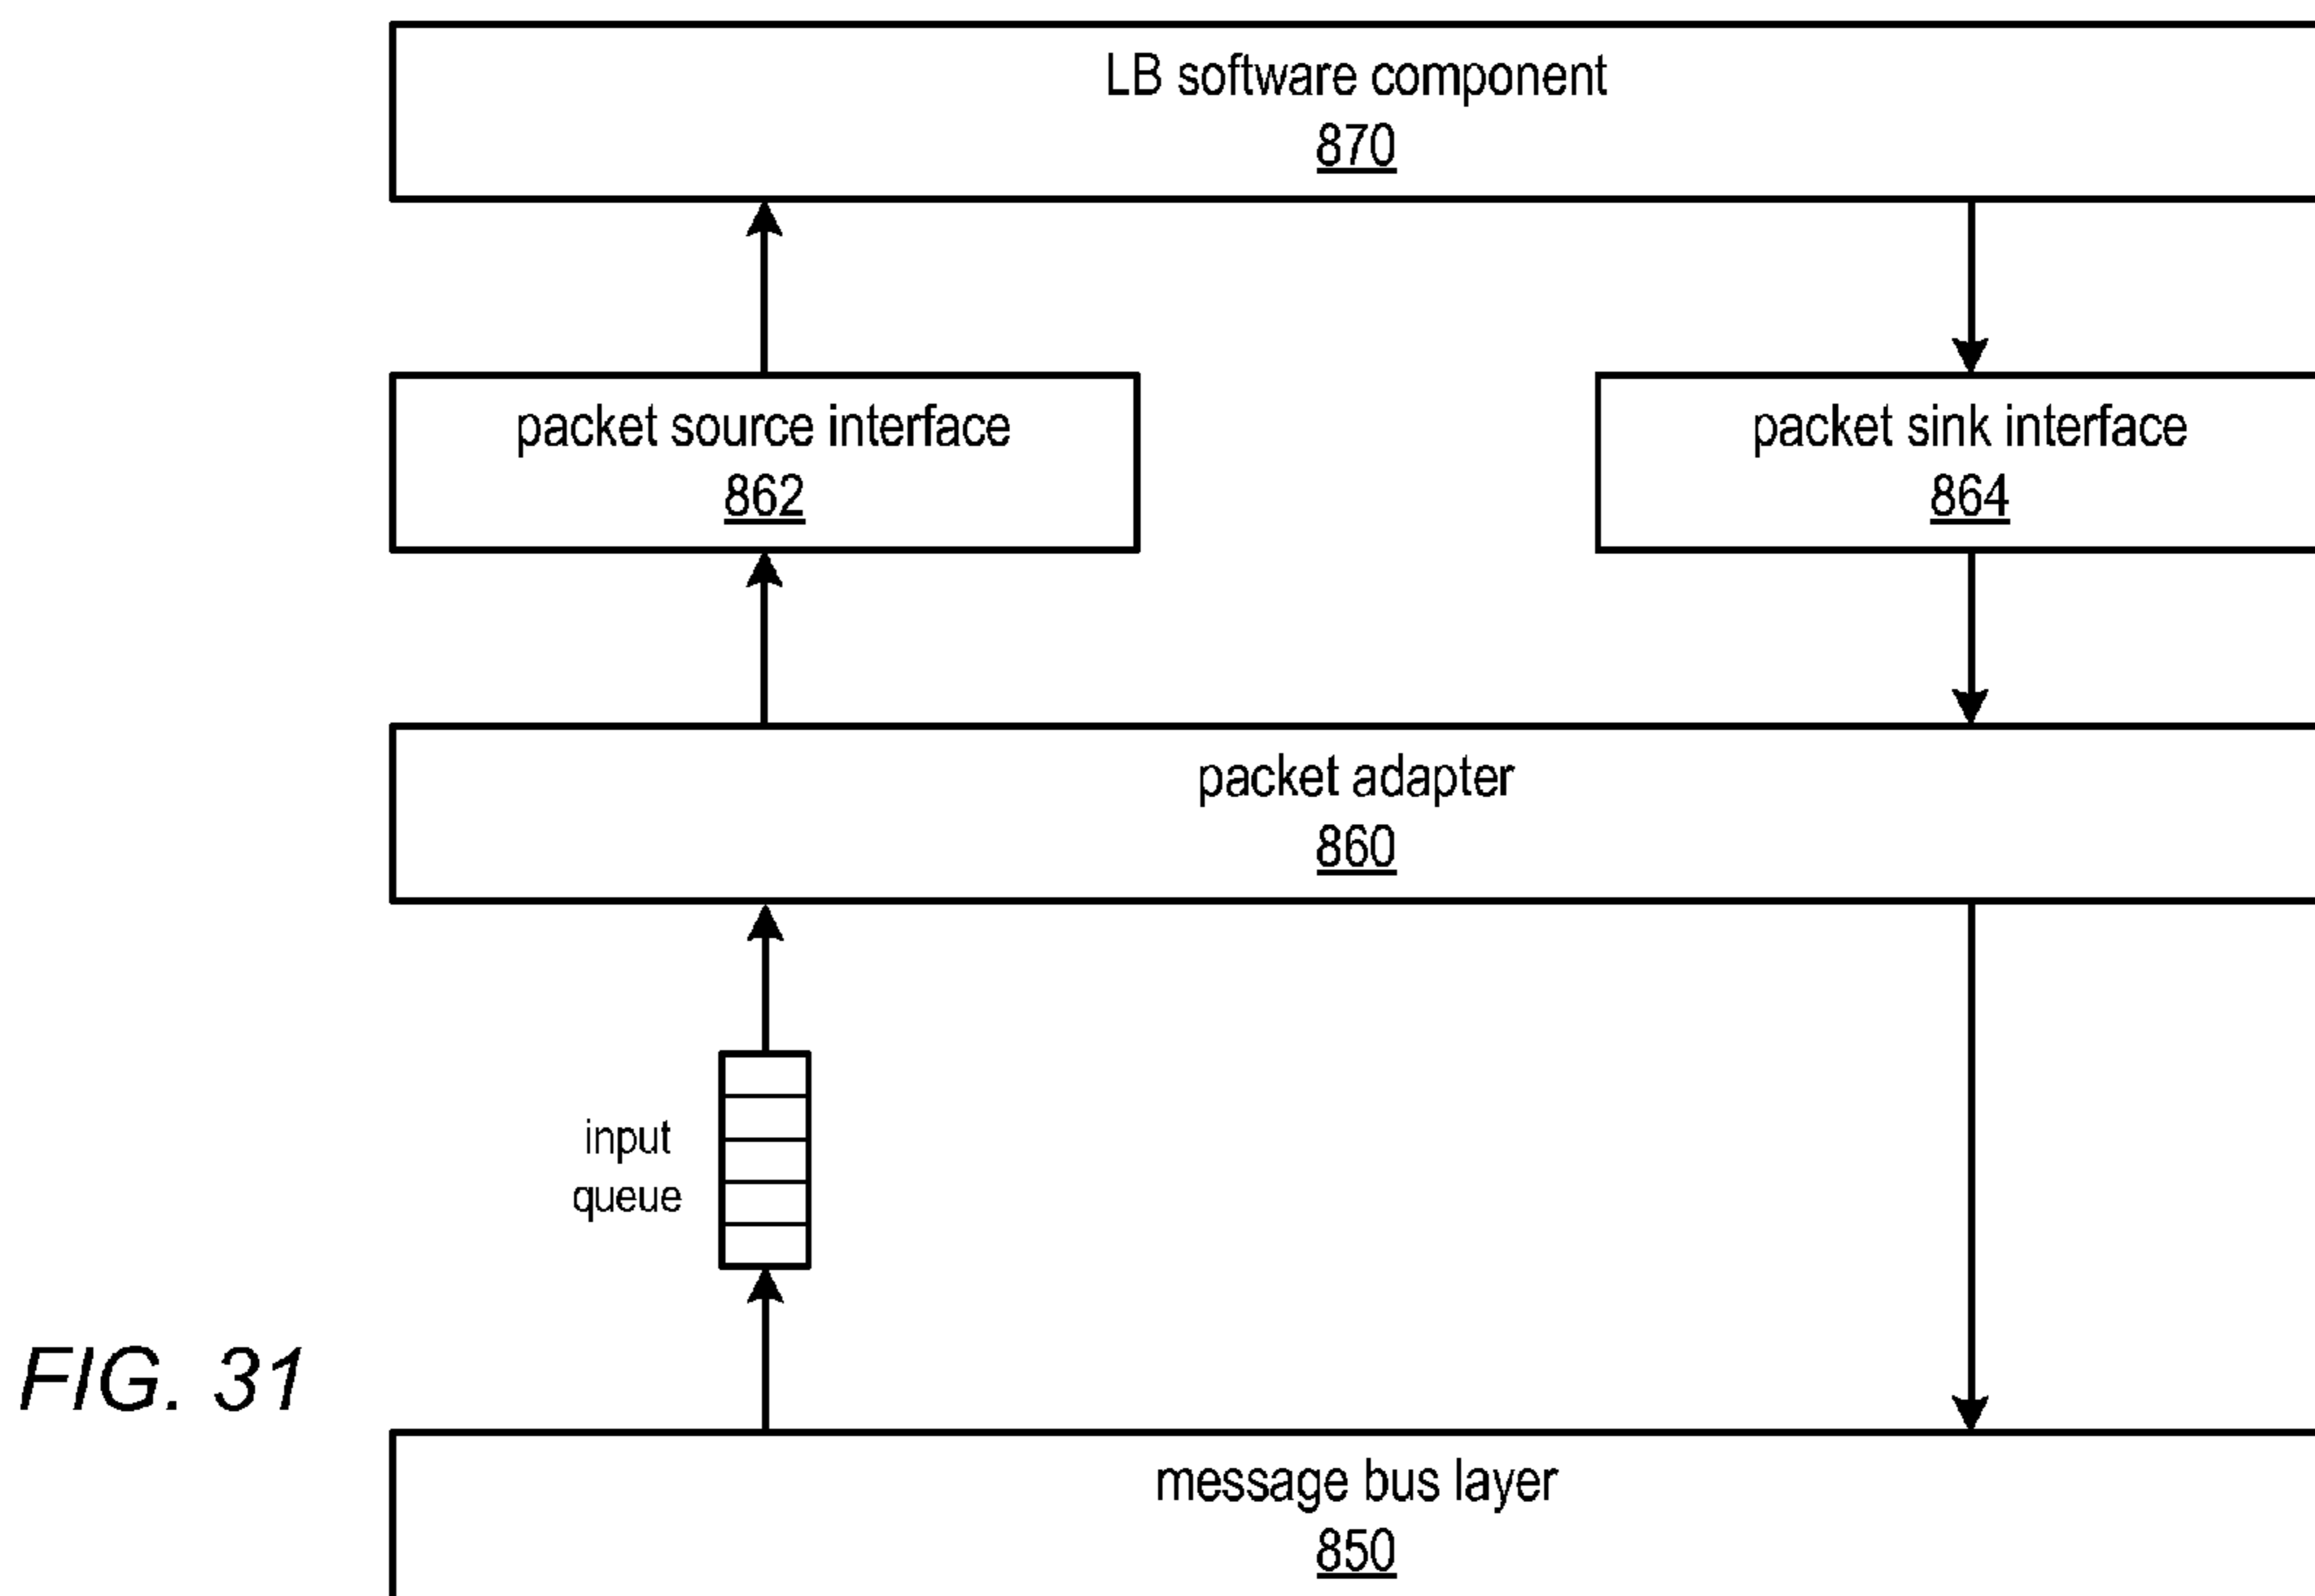 LB software component
870
packet source interface
862
packet sink interface
864
packet adapter
860
input
queue
FIG. 31
message bus layer
850